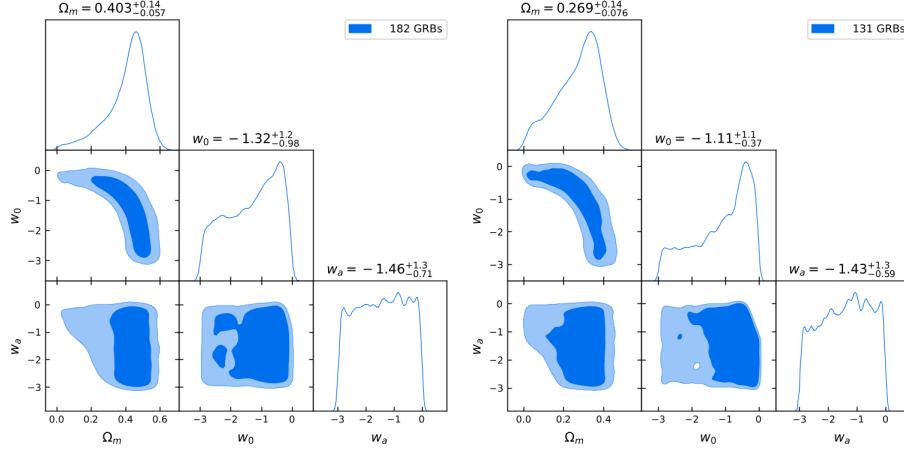 Ω_m = 0.403^{+0.14}_{-0.057}
182 GRBs
w_0 = −1.32^{+1.2}_{-0.98}
0
−1
−2
−3
w_0
w_a = −1.46^{+1.3}_{-0.71}
0
−1
−2
−3
w_a
0.0 0.2 0.4 0.6
Ω_m
−3 −2 −1 0
w_0
−3 −2 −1 0
w_a
Ω_m = 0.269^{+0.14}_{-0.076}
131 GRBs
w_0 = −1.11^{+1.1}_{-0.37}
0
−1
−2
−3
w_0
w_a = −1.43^{+1.3}_{-0.59}
0
−1
−2
−3
w_a
0.0 0.2 0.4
Ω_m
−3 −2 −1 0
w_0
−3 −2 −1 0
w_a